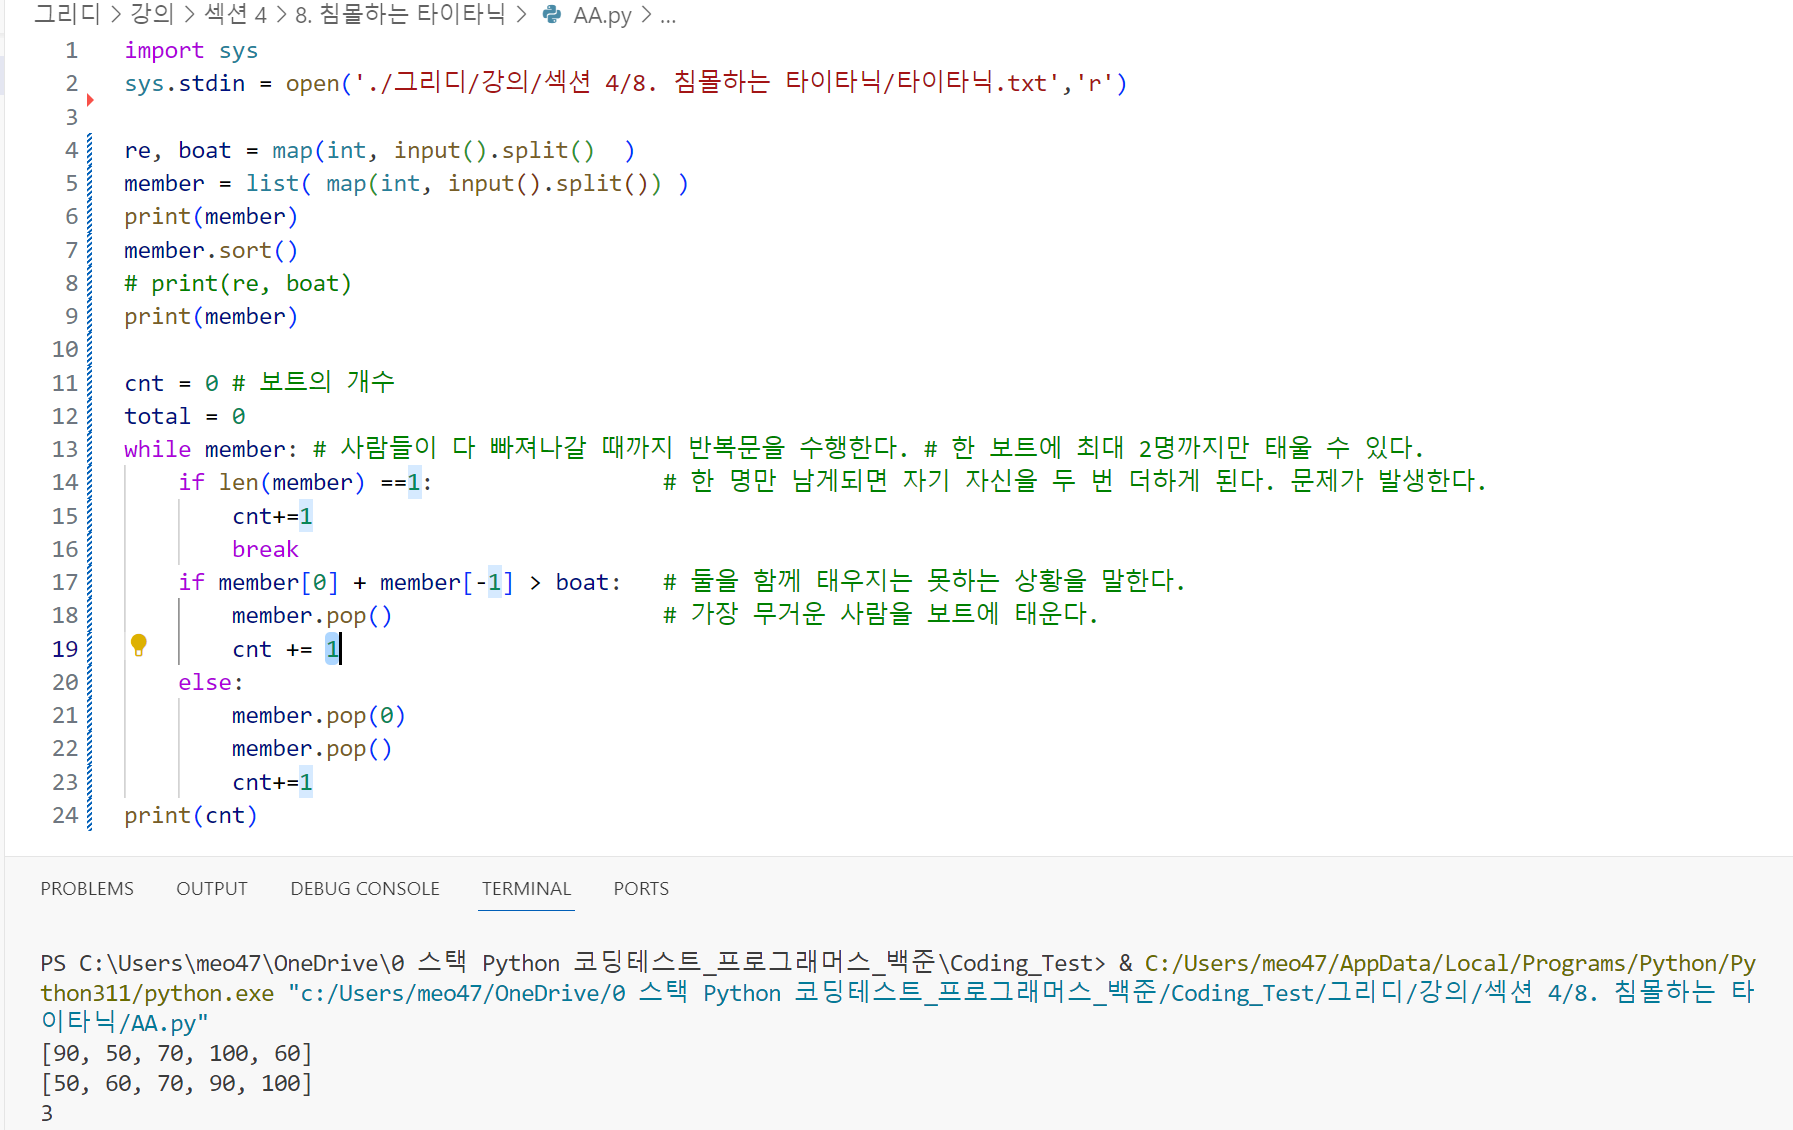 그리디 > 강의 > 섹션 4 > 8. 침몰하는 타이타닉 > AA.py > ...
1 import sys
2 sys.stdin = open('./그리디/강의/섹션 4/8. 침몰하는 타이타닉/타이타닉.txt','r')
3
4 re, boat = map(int, input().split()  )
5 member = list( map(int, input().split()) )
6 print(member)
7 member.sort()
8 # print(re, boat)
9 print(member)
10
11 cnt = 0 # 보트의 개수
12 total = 0
13 while member: # 사람들이 다 빠져나갈 때까지 반복문을 수행한다. # 한 보트에 최대 2명까지만 태울 수 있다.
14     if len(member) ==1:                 # 한 명만 남게되면 자기 자신을 두 번 더하게 된다. 문제가 발생한다.
15         cnt+=1
16         break
17     if member[0] + member[-1] > boat:   # 둘을 함께 태우지는 못하는 상황을 말한다.
18         member.pop()                    # 가장 무거운 사람을 보트에 태운다.
19         cnt += 1
20     else:
21         member.pop(0)
22         member.pop()
23         cnt+=1
24 print(cnt)
PROBLEMS OUTPUT DEBUG CONSOLE TERMINAL PORTS
PS C:\Users\meo47\OneDrive\0 스택 Python 코딩테스트_프로그래머스_백준\Coding_Test> & C:/Users/meo47/AppData/Local/Programs/Python/Py
thon311/python.exe "c:/Users/meo47/OneDrive/0 스택 Python 코딩테스트_프로그래머스_백준/Coding_Test/그리디/강의/섹션 4/8. 침몰하는 타
이타닉/AA.py"
[90, 50, 70, 100, 60]
[50, 60, 70, 90, 100]
3